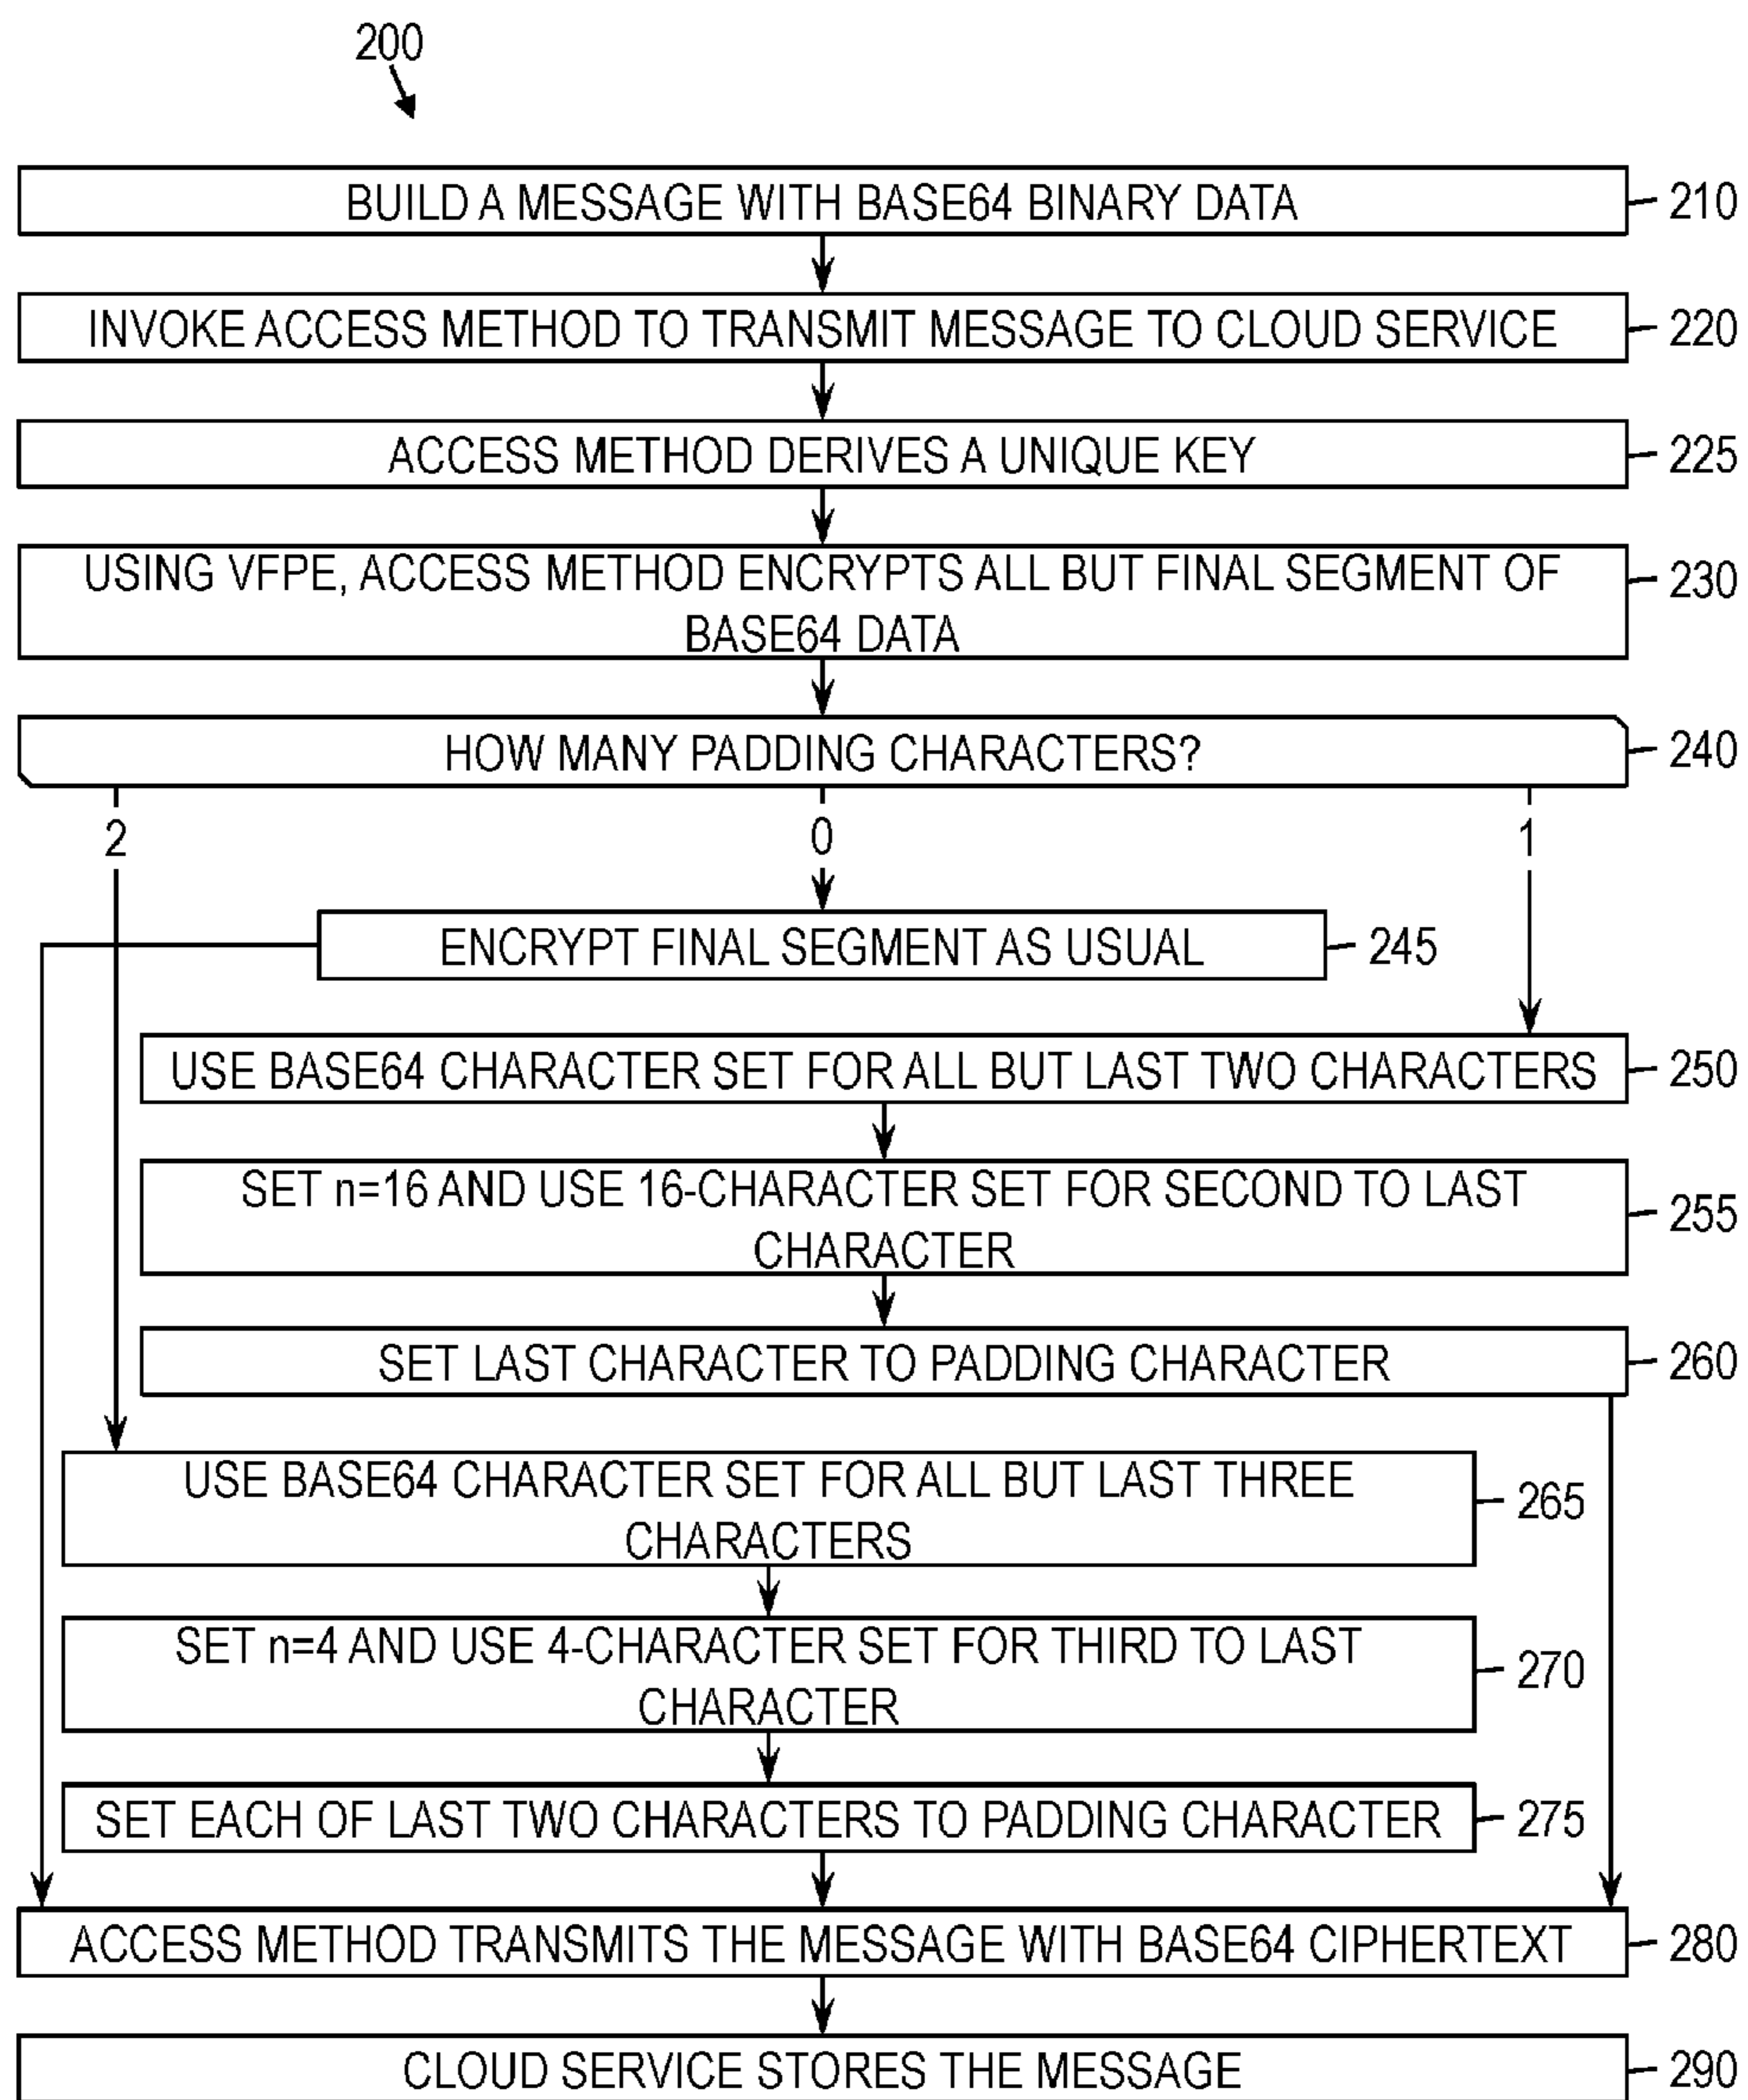 200
BUILD A MESSAGE WITH BASE64 BINARY DATA
210
INVOKE ACCESS METHOD TO TRANSMIT MESSAGE TO CLOUD SERVICE
220
ACCESS METHOD DERIVES A UNIQUE KEY
225
USING VFPE, ACCESS METHOD ENCRYPTS ALL BUT FINAL SEGMENT OF
BASE64 DATA
230
HOW MANY PADDING CHARACTERS?
240
2
0
1
ENCRYPT FINAL SEGMENT AS USUAL
245
USE BASE64 CHARACTER SET FOR ALL BUT LAST TWO CHARACTERS
250
SET n=16 AND USE 16-CHARACTER SET FOR SECOND TO LAST
CHARACTER
255
SET LAST CHARACTER TO PADDING CHARACTER
260
USE BASE64 CHARACTER SET FOR ALL BUT LAST THREE
CHARACTERS
265
SET n=4 AND USE 4-CHARACTER SET FOR THIRD TO LAST
CHARACTER
270
SET EACH OF LAST TWO CHARACTERS TO PADDING CHARACTER
275
ACCESS METHOD TRANSMITS THE MESSAGE WITH BASE64 CIPHERTEXT
280
CLOUD SERVICE STORES THE MESSAGE
290